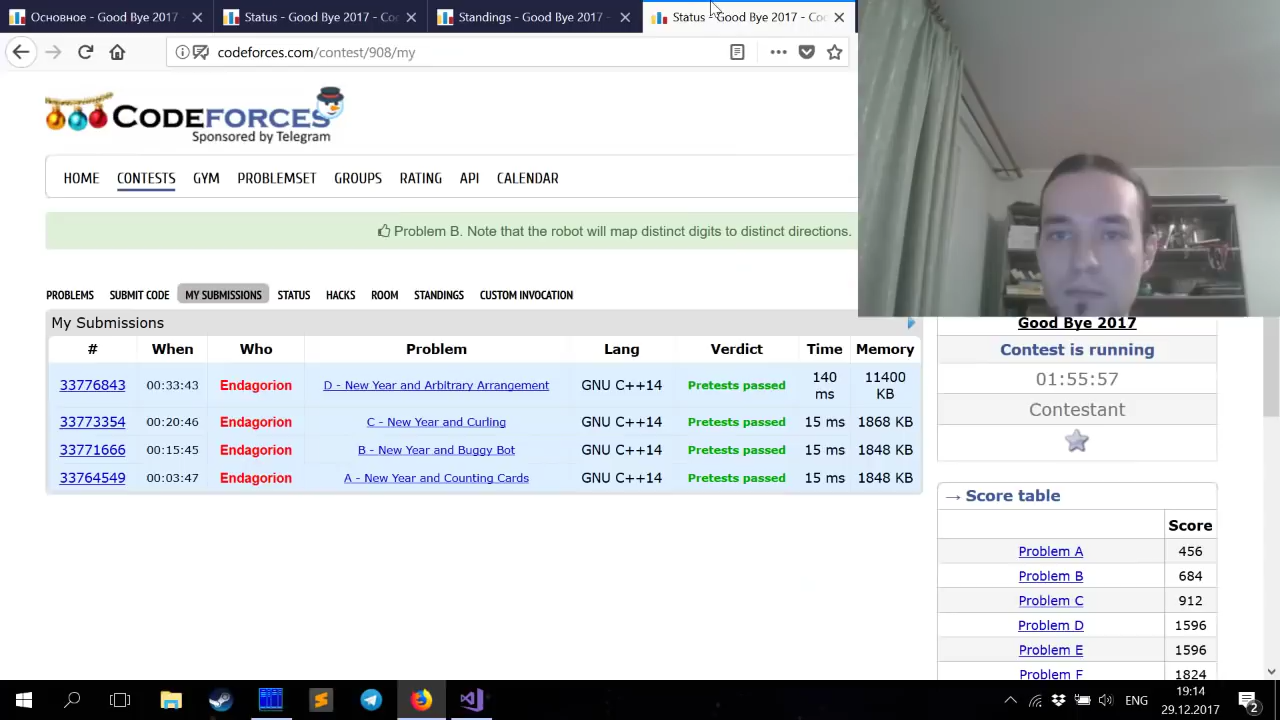 Основное - Good Bye 2017 -
Status - Good Bye 2017 - Co
Standings - Good Bye 2017 -
Status - Good Bye 2017 - Co
codeforces.com/contest/908/my
CODEFORCES
Sponsored by Telegram
HOME CONTESTS GYM PROBLEMSET GROUPS RATING API CALENDAR
Problem B. Note that the robot will map distinct digits to distinct directions.
PROBLEMS SUBMIT CODE MY SUBMISSIONS STATUS HACKS ROOM STANDINGS CUSTOM INVOCATION
My Submissions
# When Who Problem Lang Verdict Time Memory
33776843 00:33:43 Endagorion D - New Year and Arbitrary Arrangement GNU C++14 Pretests passed 140 ms 11400 KB
33773354 00:20:46 Endagorion C - New Year and Curling GNU C++14 Pretests passed 15 ms 1868 KB
33771666 00:15:45 Endagorion B - New Year and Buggy Bot GNU C++14 Pretests passed 15 ms 1848 KB
33764549 00:03:47 Endagorion A - New Year and Counting Cards GNU C++14 Pretests passed 15 ms 1848 KB
Good Bye 2017
Contest is running
01:55:57
Contestant
→ Score table
Score
Problem A 456
Problem B 684
Problem C 912
Problem D 1596
Problem E 1596
Problem F 1824
ENG
19:14
29.12.2017
2